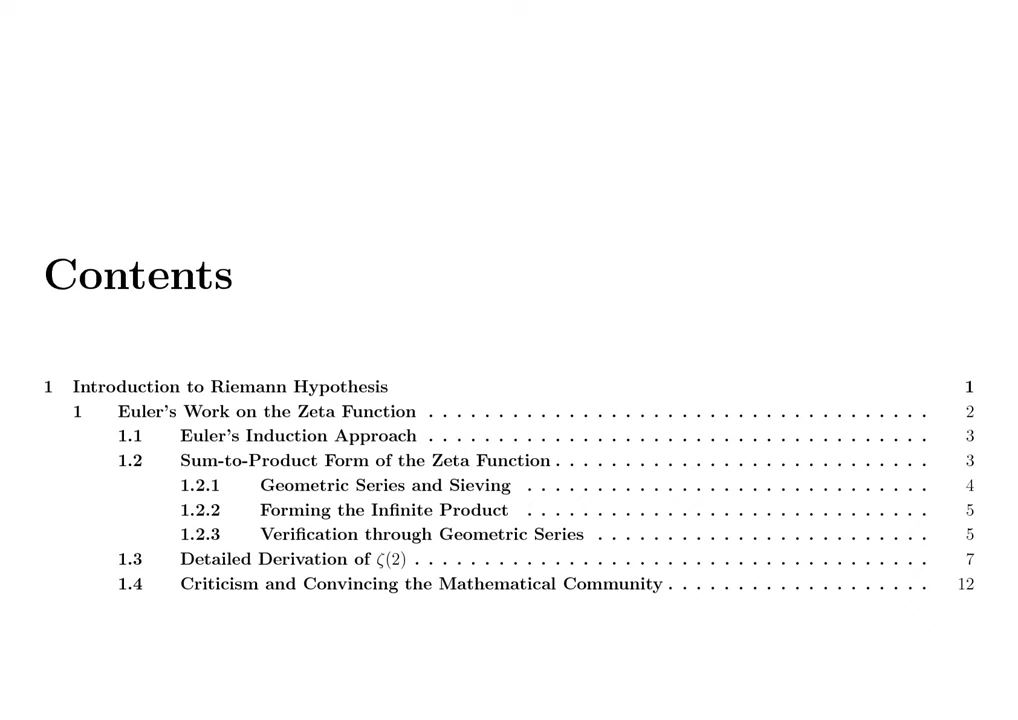 Contents
1 Introduction to Riemann Hypothesis 1
1 Euler's Work on the Zeta Function . . . . . . . . . . . . . . . . . . . . . . . . . . . . . . . . . . . . 2
1.1 Euler's Induction Approach . . . . . . . . . . . . . . . . . . . . . . . . . . . . . . . . . . . . 3
1.2 Sum-to-Product Form of the Zeta Function . . . . . . . . . . . . . . . . . . . . . . . . . . . 3
1.2.1 Geometric Series and Sieving . . . . . . . . . . . . . . . . . . . . . . . . . . . . . 4
1.2.2 Forming the Infinite Product . . . . . . . . . . . . . . . . . . . . . . . . . . . . . 5
1.2.3 Verification through Geometric Series . . . . . . . . . . . . . . . . . . . . . . . . 5
1.3 Detailed Derivation of ζ(2) . . . . . . . . . . . . . . . . . . . . . . . . . . . . . . . . . . . . . 7
1.4 Criticism and Convincing the Mathematical Community . . . . . . . . . . . . . . . . . . . 12